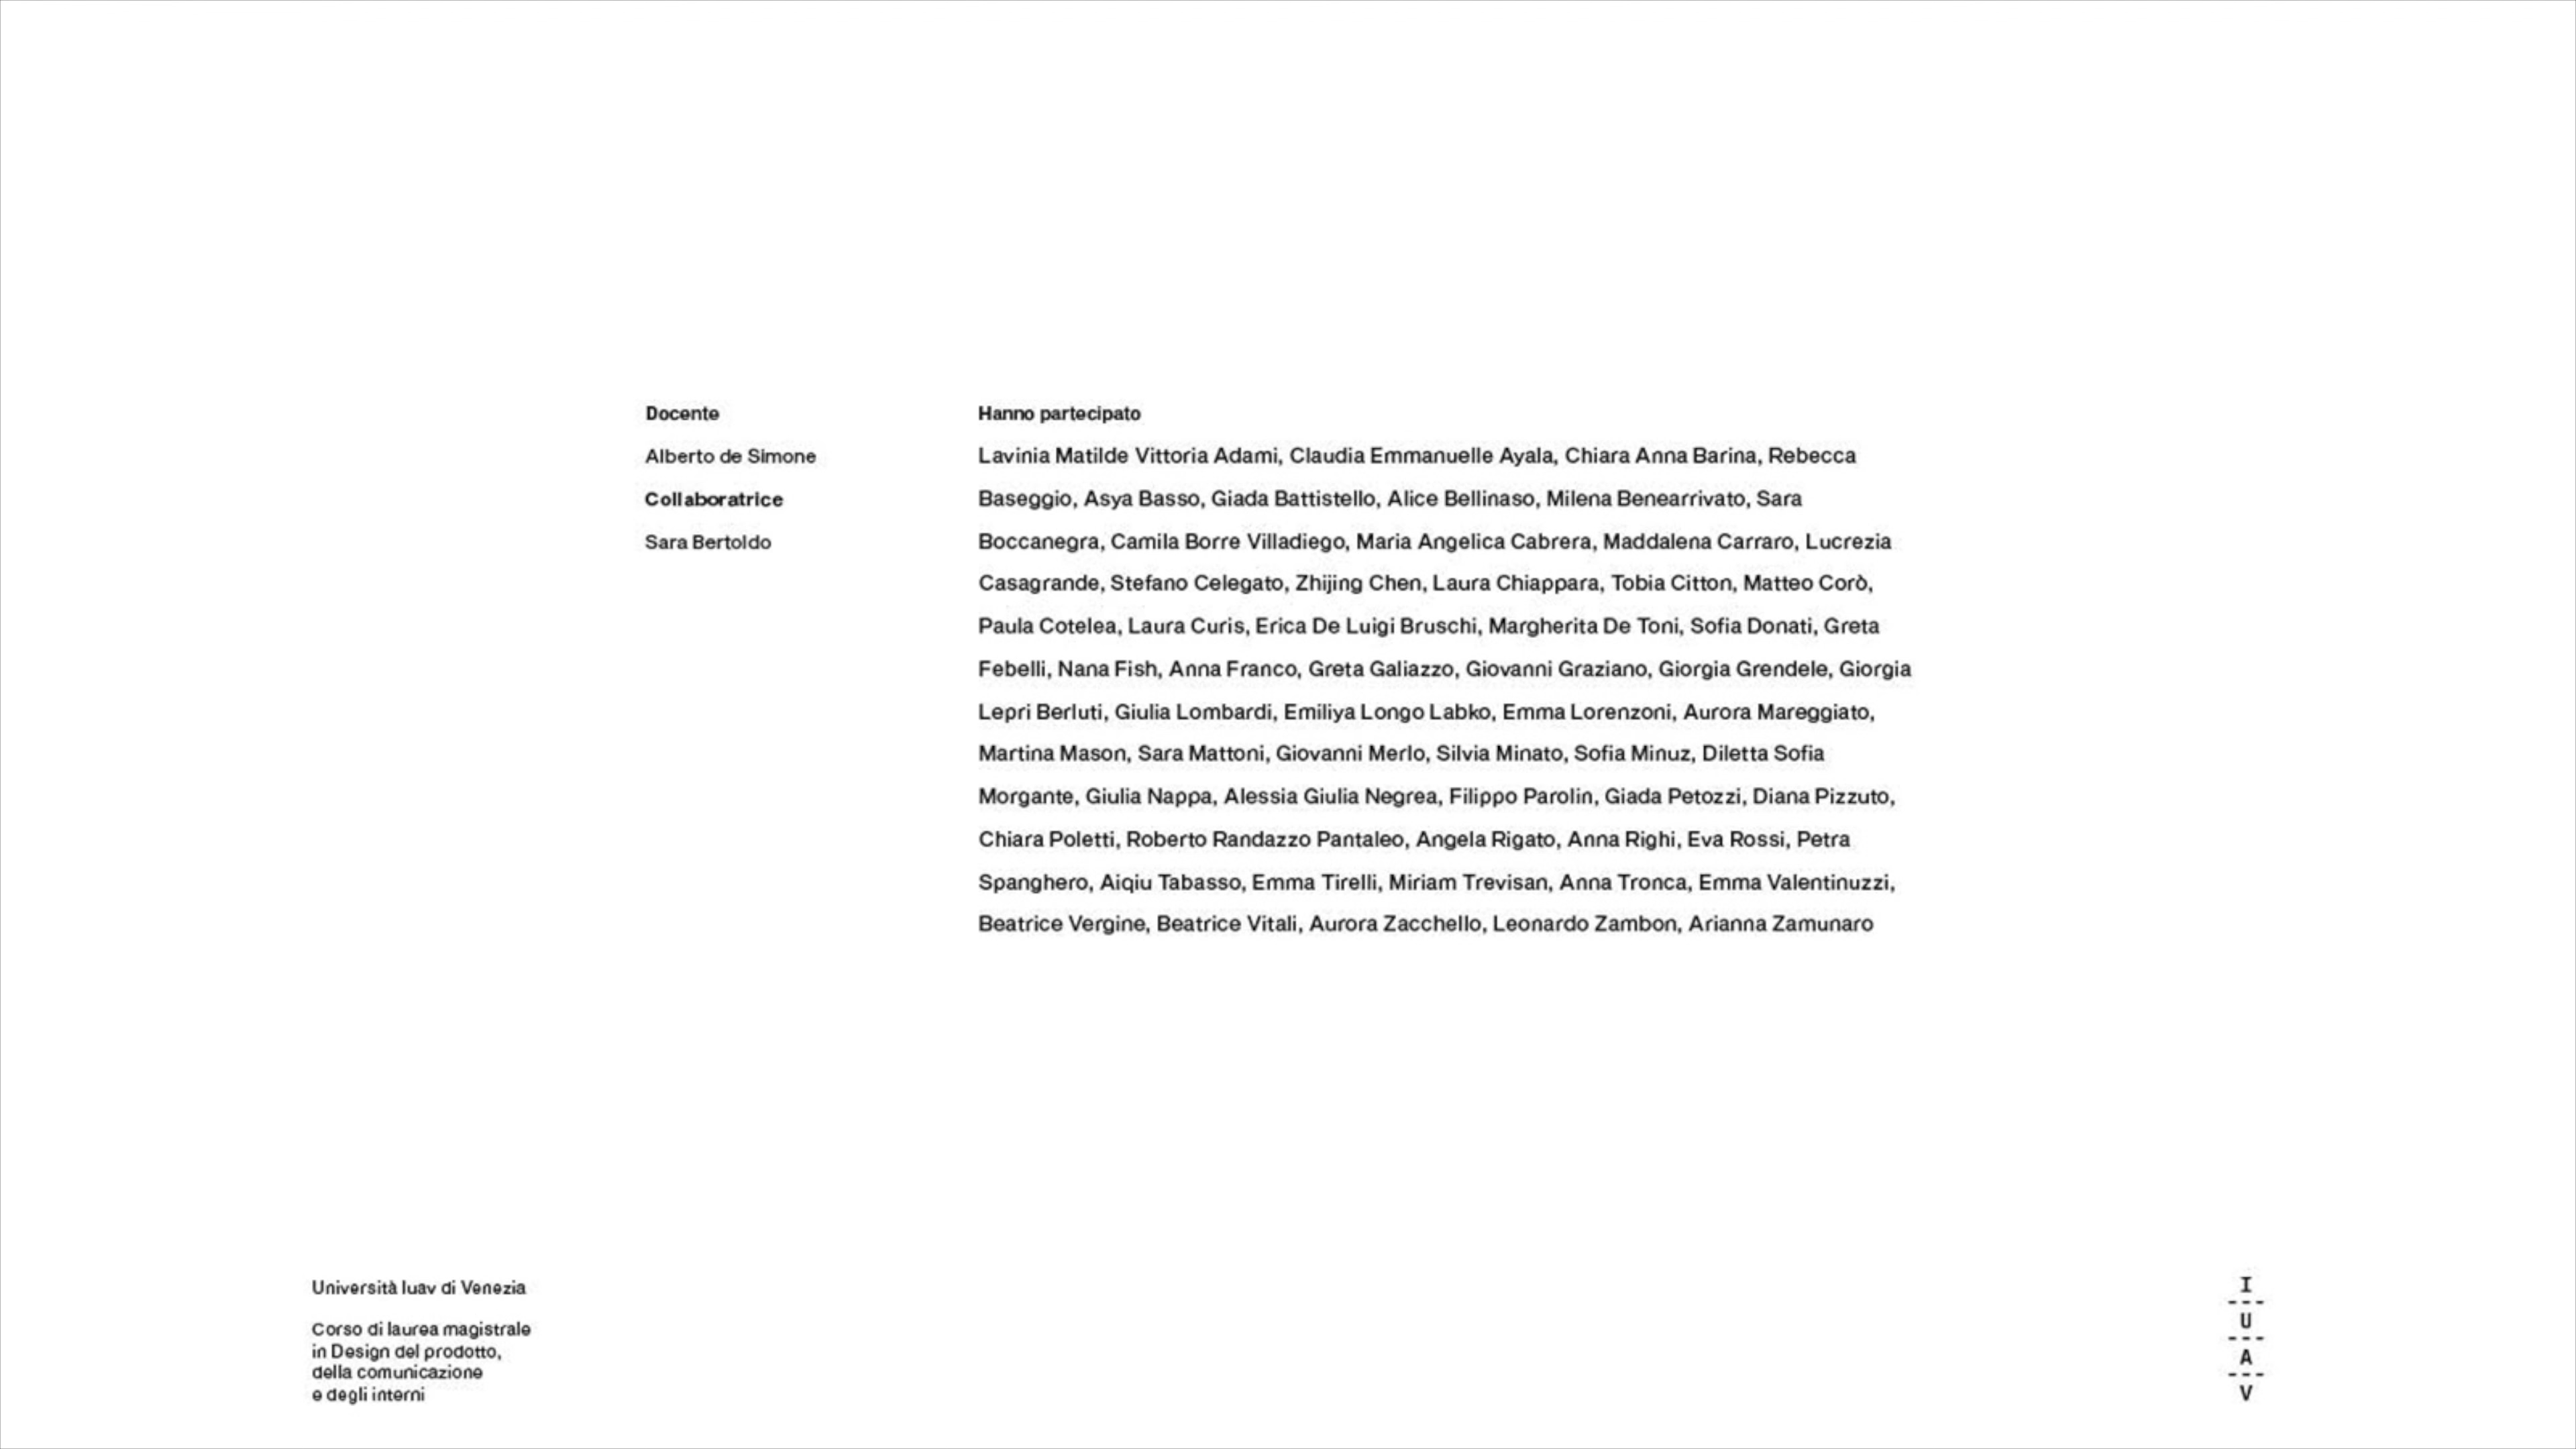 Docente
Alberto de Simone
Collaboratrice
Sara Bertoldo
Hanno partecipato
Lavinia Matilde Vittoria Adami, Claudia Emmanuelle Ayala, Chiara Anna Barina, Rebecca
Baseggio, Asya Basso, Giada Battistello, Alice Bellinaso, Milena Benearrivato, Sara
Boccanegra, Camila Borre Villadiego, Maria Angelica Cabrera, Maddalena Carraro, Lucrezia
Casagrande, Stefano Celegato, Zhijing Chen, Laura Chiappara, Tobia Citton, Matteo Corò,
Paula Cotelea, Laura Curis, Erica De Luigi Bruschi, Margherita De Toni, Sofia Donati, Greta
Febelli, Nana Fish, Anna Franco, Greta Galiazzo, Giovanni Graziano, Giorgia Grendele, Giorgia
Lepri Berluti, Giulia Lombardi, Emiliya Longo Labko, Emma Lorenzoni, Aurora Mareggiato,
Martina Mason, Sara Mattoni, Giovanni Merlo, Silvia Minato, Sofia Minuz, Diletta Sofia
Morgante, Giulia Nappa, Alessia Giulia Negrea, Filippo Parolin, Giada Petozzi, Diana Pizzuto,
Chiara Poletti, Roberto Randazzo Pantaleo, Angela Rigato, Anna Righi, Eva Rossi, Petra
Spanghero, Aiqiu Tabasso, Emma Tirelli, Miriam Trevisan, Anna Tronca, Emma Valentinuzzi,
Beatrice Vergine, Beatrice Vitali, Aurora Zacchello, Leonardo Zambon, Arianna Zamunaro
Università Iuav di Venezia
Corso di laurea magistrale
in Design del prodotto,
della comunicazione
e degli interni
I
---
U
---
A
---
V